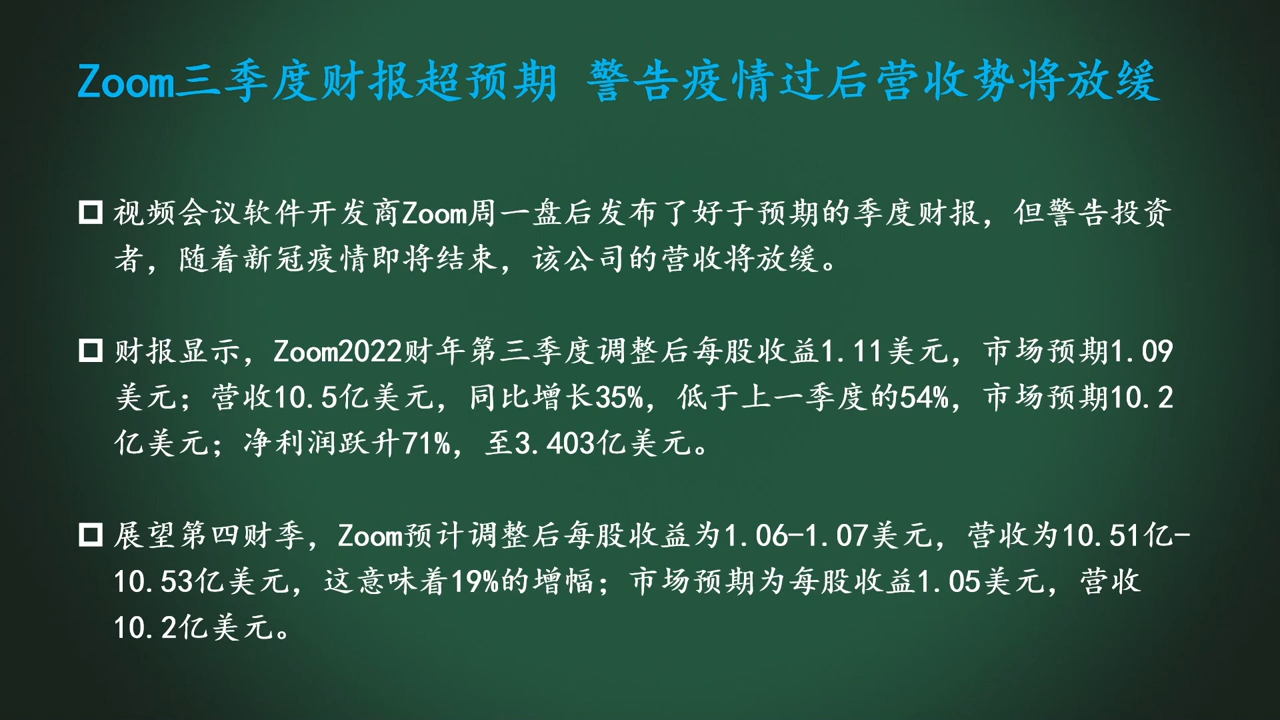 Zoom三季度财报超预期 警告疫情过后营收势将放缓
视频会议软件开发商Zoom周一盘后发布了好于预期的季度财报，但警告投资
者，随着新冠疫情即将结束，该公司的营收将放缓。
财报显示，Zoom2022财年第三季度调整后每股收益1.11美元，市场预期1.09
美元；营收10.5亿美元，同比增长35%，低于上一季度的54%，市场预期10.2
亿美元；净利润跃升71%，至3.403亿美元。
展望第四财季，Zoom预计调整后每股收益为1.06-1.07美元，营收为10.51亿-
10.53亿美元，这意味着19%的增幅；市场预期为每股收益1.05美元，营收
10.2亿美元。